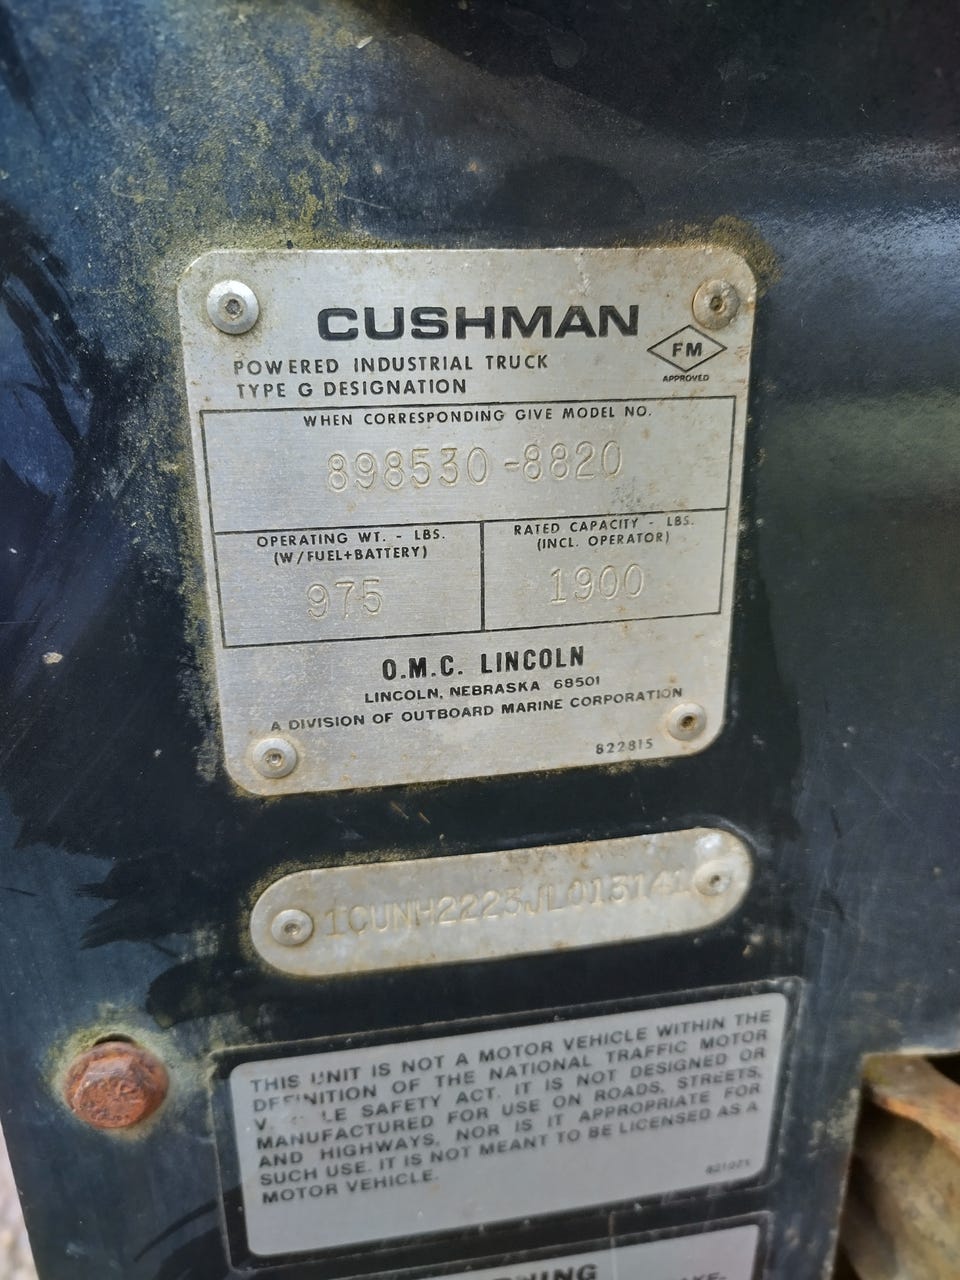 CUSHMAN
POWERED INDUSTRIAL TRUCK
TYPE G DESIGNATION
FM
APPROVED
WHEN CORRESPONDING GIVE MODEL NO.
898530-8820
OPERATING WT. - LBS.
(W/FUEL+BATTERY)
975
RATED CAPACITY - LBS.
(INCL. OPERATOR)
1900
O.M.C. LINCOLN
LINCOLN, NEBRASKA 68501
A DIVISION OF OUTBOARD MARINE CORPORATION
822815
1CUNH2223JL013141
THIS UNIT IS NOT A MOTOR VEHICLE WITHIN THE
DEFINITION OF THE NATIONAL TRAFFIC MOTOR
LE SAFETY ACT. IT IS NOT DESIGNED OR
MANUFACTURED FOR USE ON ROADS, STREETS,
AND HIGHWAYS, NOR IS IT APPROPRIATE FOR
SUCH USE. IT IS NOT MEANT TO BE LICENSED AS A
MOTOR VEHICLE.